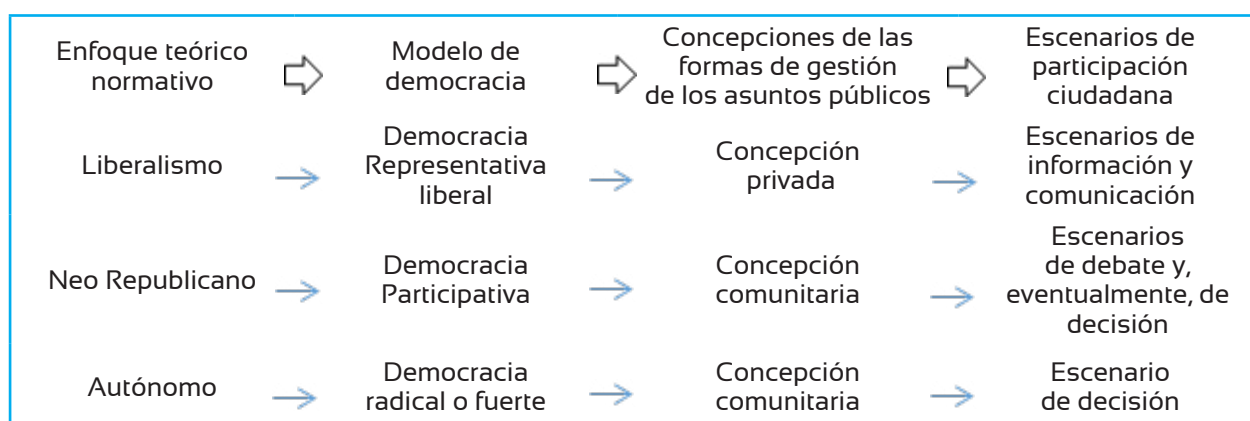 Enfoque teórico
normativo
Modelo de
democracia
Concepciones de las
formas de gestión
de los asuntos públicos
Escenarios de
participación
ciudadana
Liberalismo
Democracia
Representativa
liberal
Concepción
privada
Escenarios de
información y
comunicación
Neo Republicano
Democracia
Participativa
Concepción
comunitaria
Escenarios
de debate y,
eventualmente, de
decisión
Autónomo
Democracia
radical o fuerte
Concepción
comunitaria
Escenario
de decisión